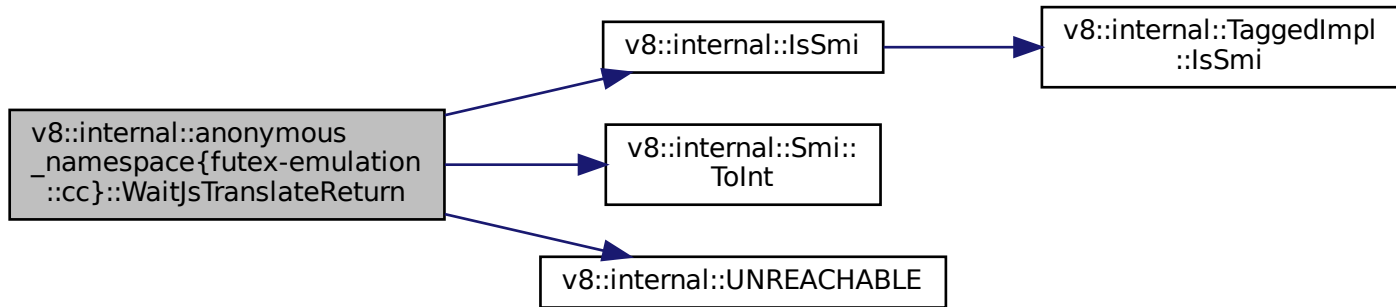 v8::internal::anonymous
_namespace{futex-emulation
::cc}::WaitJsTranslateReturn
v8::internal::IsSmi
v8::internal::TaggedImpl
::IsSmi
v8::internal::Smi::
ToInt
v8::internal::UNREACHABLE